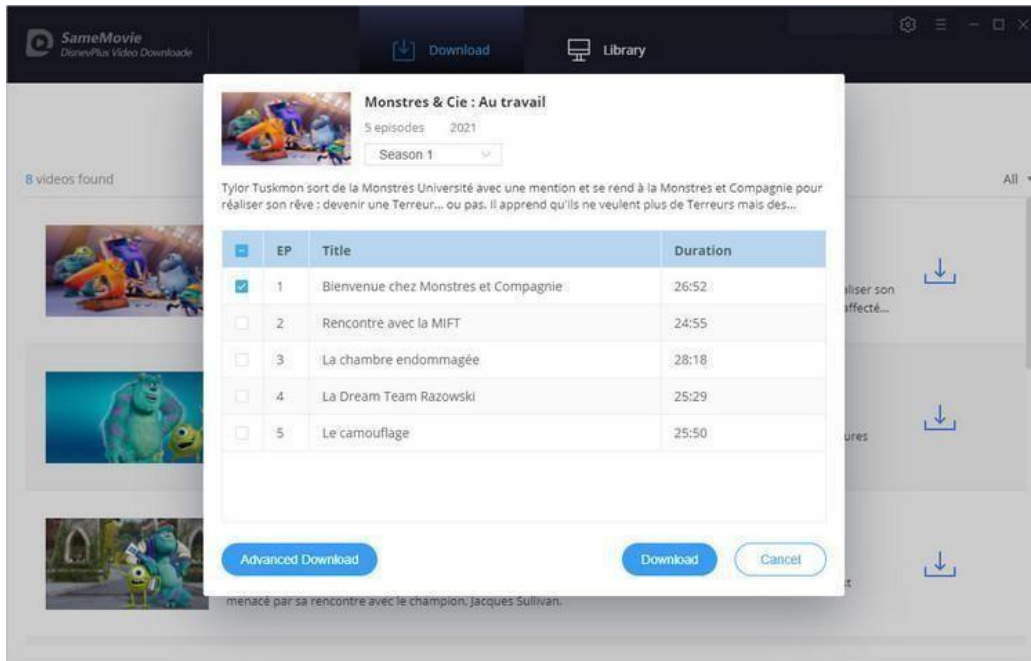 SameMovie
DisneyPlus Video Downloade
Download
Library
Monstres & Cie : Au travail
5 episodes 2021
Season 1
8 videos found
All
Tylor Tuskmon sort de la Monstres Université avec une mention et se rend à la Monstres et Compagnie pour
réaliser son rêve : devenir une Terreur... ou pas. Il apprend qu'ils ne veulent plus de Terreurs mais des...
EP Title Duration
1 Bienvenue chez Monstres et Compagnie 26:52
aliser son
affecté...
2 Rencontre avec la MIFT 24:55
3 La chambre endommagée 28:18
4 La Dream Team Razowski 25:29
5 Le camouflage 25:50
ures
Advanced Download Download Cancel
menacé par sa rencontre avec le champion, Jacques Sullivan.